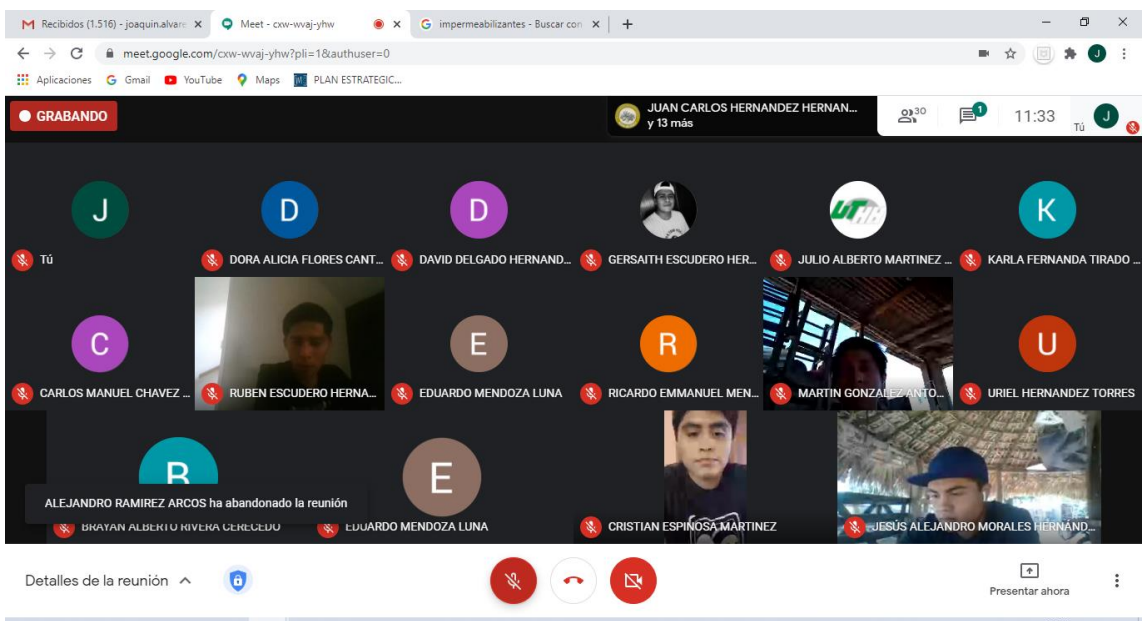 Recibidos (1.516) - joaquin.alvare
Meet - cxw-wvaj-yhw
impermeabilizantes - Buscar con
meet.google.com/cxw-wvaj-yhw?pli=1&authuser=0
J
Aplicaciones
Gmail
YouTube
Maps
PLAN ESTRATEGIC...
GRABANDO
JUAN CARLOS HERNANDEZ HERNAN...
y 13 más
30
1
11:33
Tú
J
J
D
D
UTHH
K
Tú
DORA ALICIA FLORES CANT...
DAVID DELGADO HERNAND...
GERSAITH ESCUDERO HER...
JULIO ALBERTO MARTINEZ ...
KARLA FERNANDA TIRADO ...
C
E
R
U
CARLOS MANUEL CHAVEZ ...
RUBEN ESCUDERO HERNA...
EDUARDO MENDOZA LUNA
RICARDO EMMANUEL MEN...
MARTIN GONZALEZ ANTO...
URIEL HERNANDEZ TORRES
B
E
ALEJANDRO RAMIREZ ARCOS ha abandonado la reunión
BRAYAN ALBERTO RIVERA CERECEDO
EDUARDO MENDOZA LUNA
CRISTIAN ESPINOSA MARTINEZ
JESÚS ALEJANDRO MORALES HERNÁND...
Detalles de la reunión
Presentar ahora